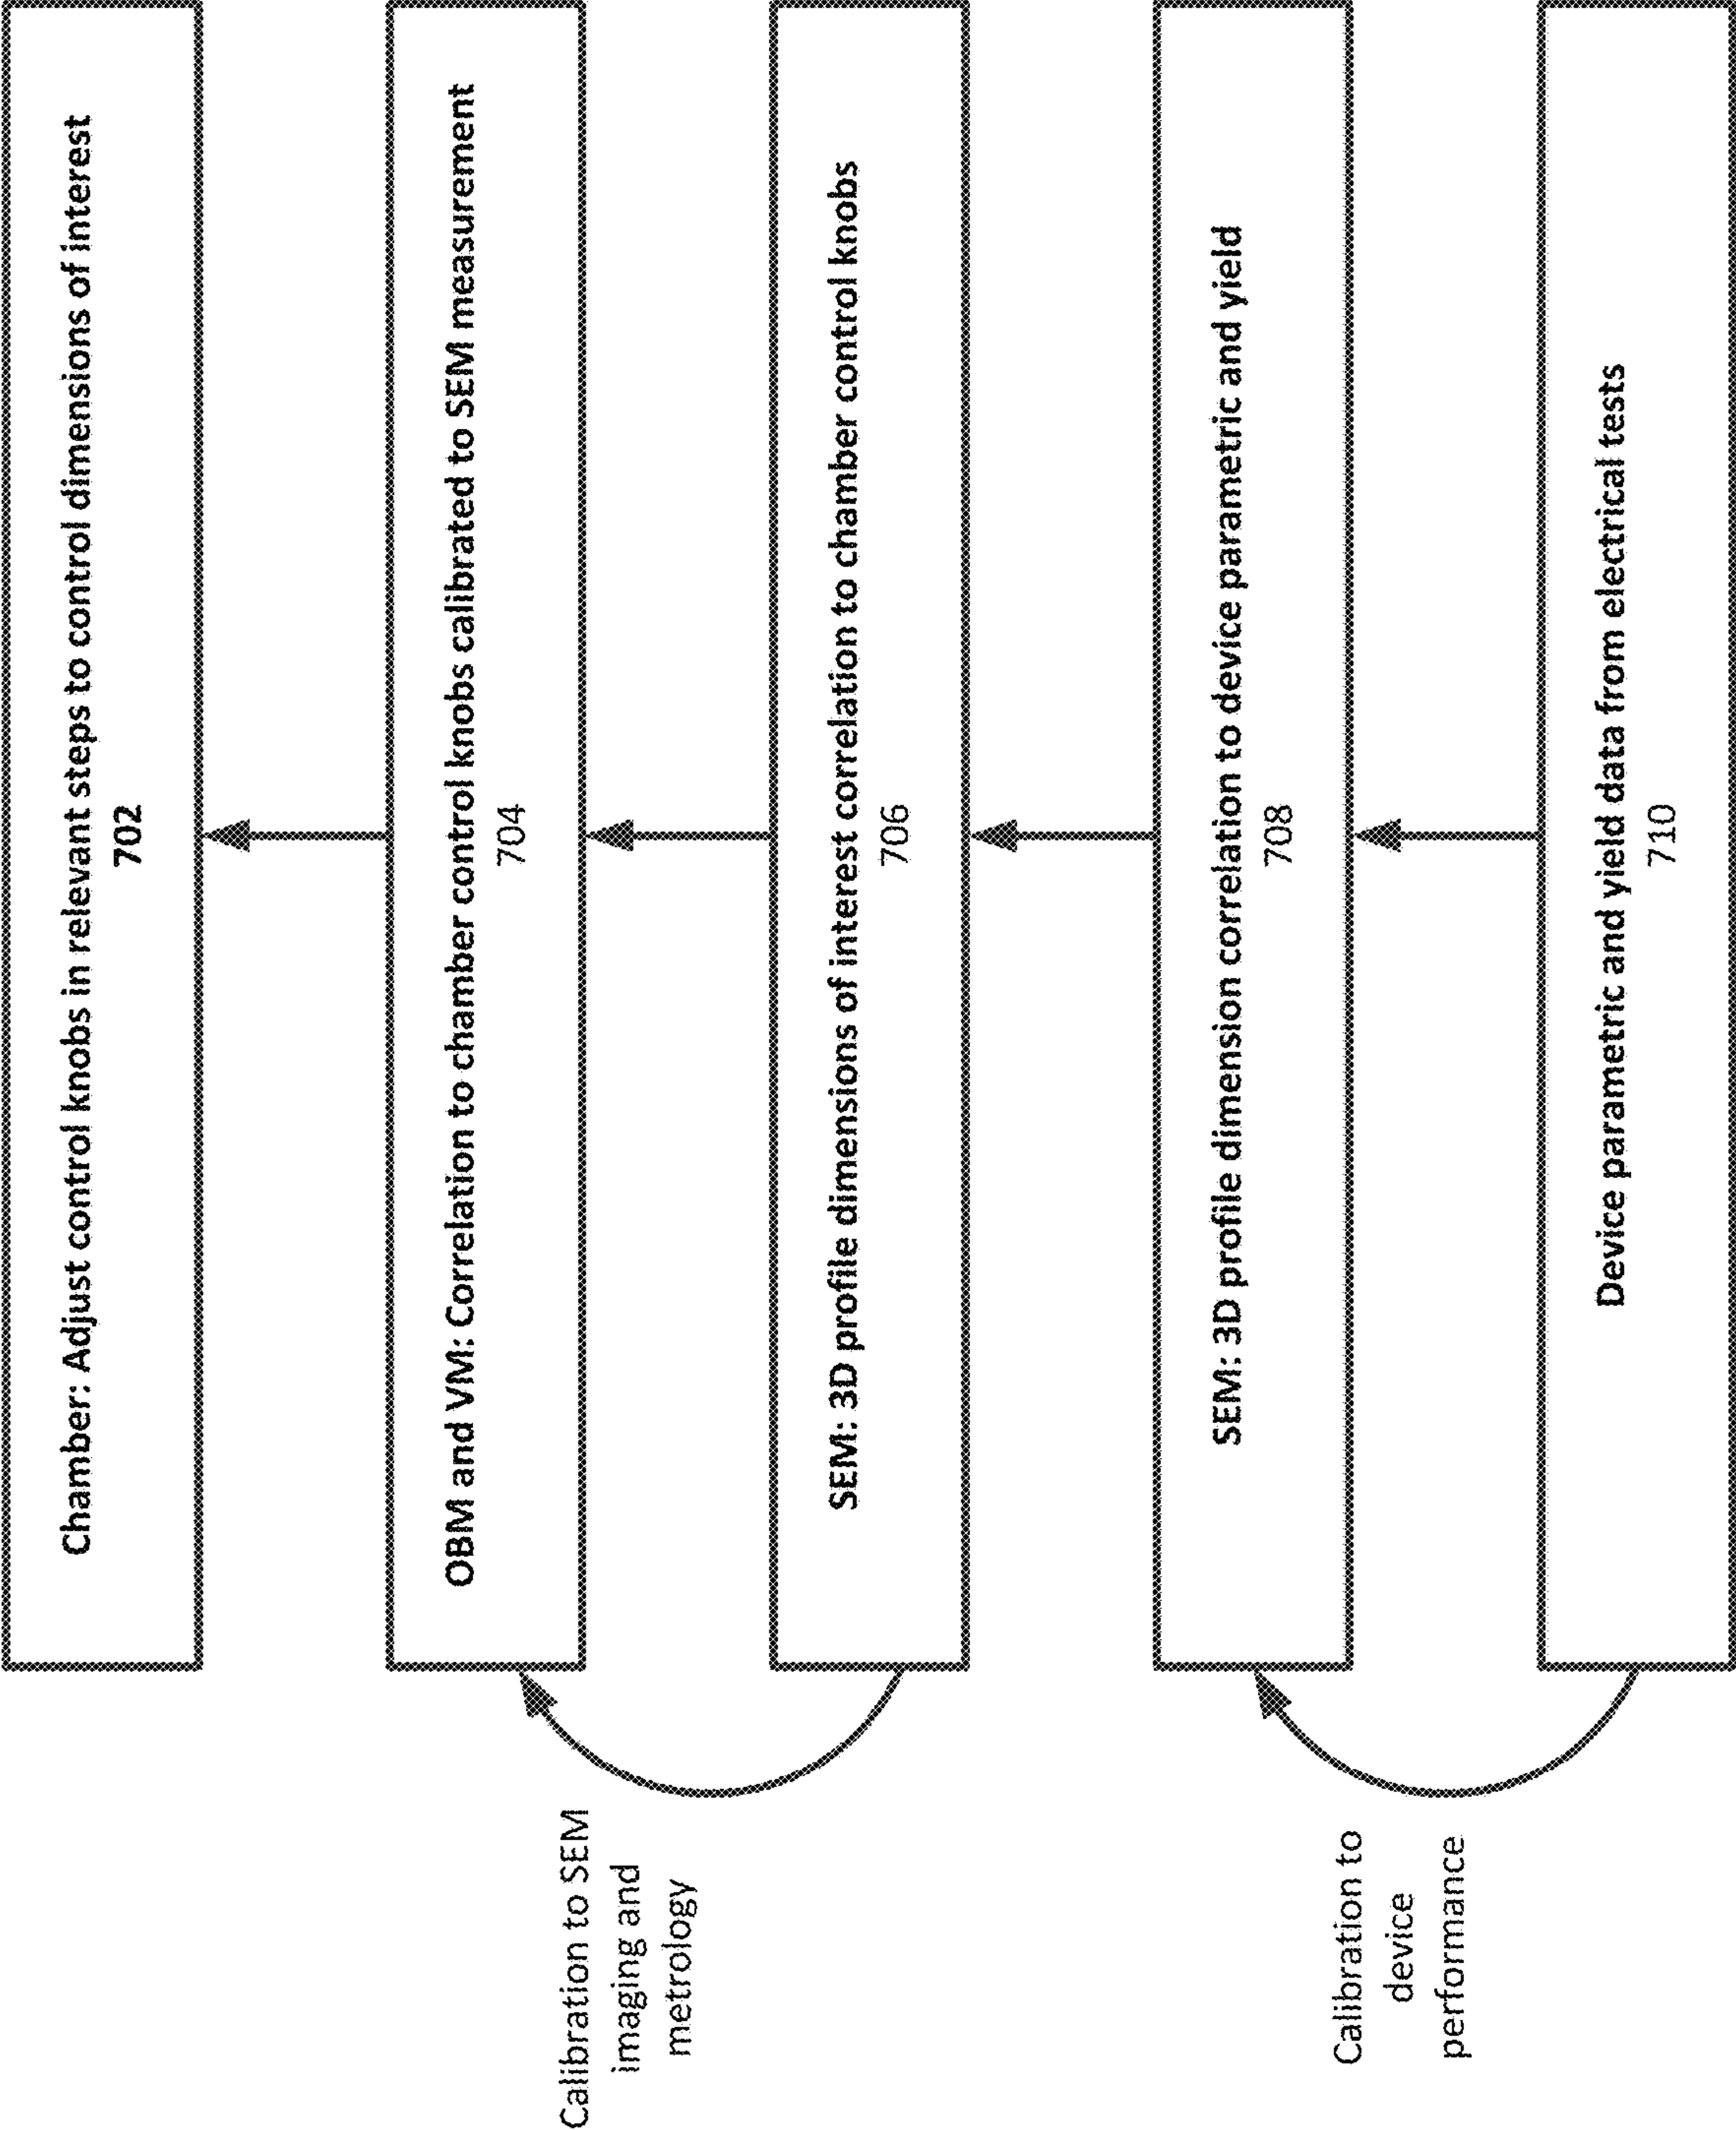 Chamber: Adjust control knobs in relevant steps to control dimensions of interest
702
OBM and VM: Correlation to chamber control knobs calibrated to SEM measurement
704
Calibration to SEM
imaging and
metrology
SEM: 3D profile dimensions of interest correlation to chamber control knobs
706
SEM: 3D profile dimension correlation to device parametric and yield
708
Calibration to
device
performance
Device parametric and yield data from electrical tests
710